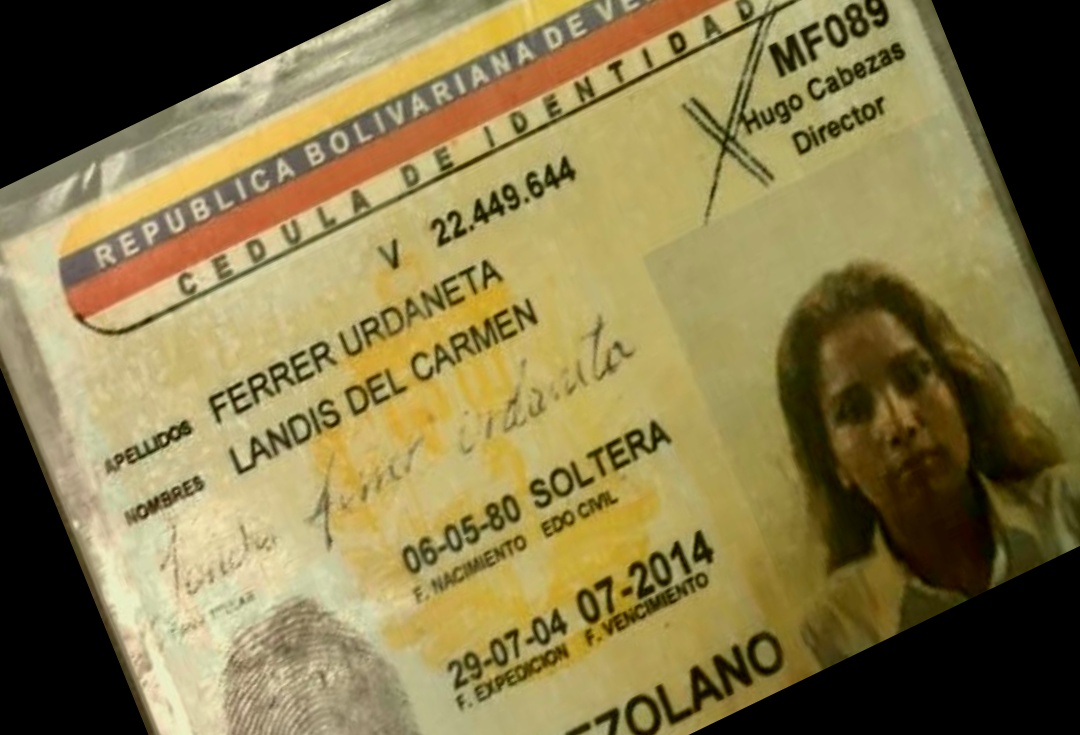 REPUBLICA BOLIVARIANA DE VE
CEDULA DE IDENTIDAD
MF089
Hugo Cabezas
Director
V 22.449.644
APELLIDOS FERRER URDANETA
NOMBRES LANDIS DEL CARMEN
06-05-80 SOLTERA
F. NACIMIENTO EDO CIVIL
29-07-04 07-2014
F. EXPEDICION F. VENCIMIENTO
EZOLANO